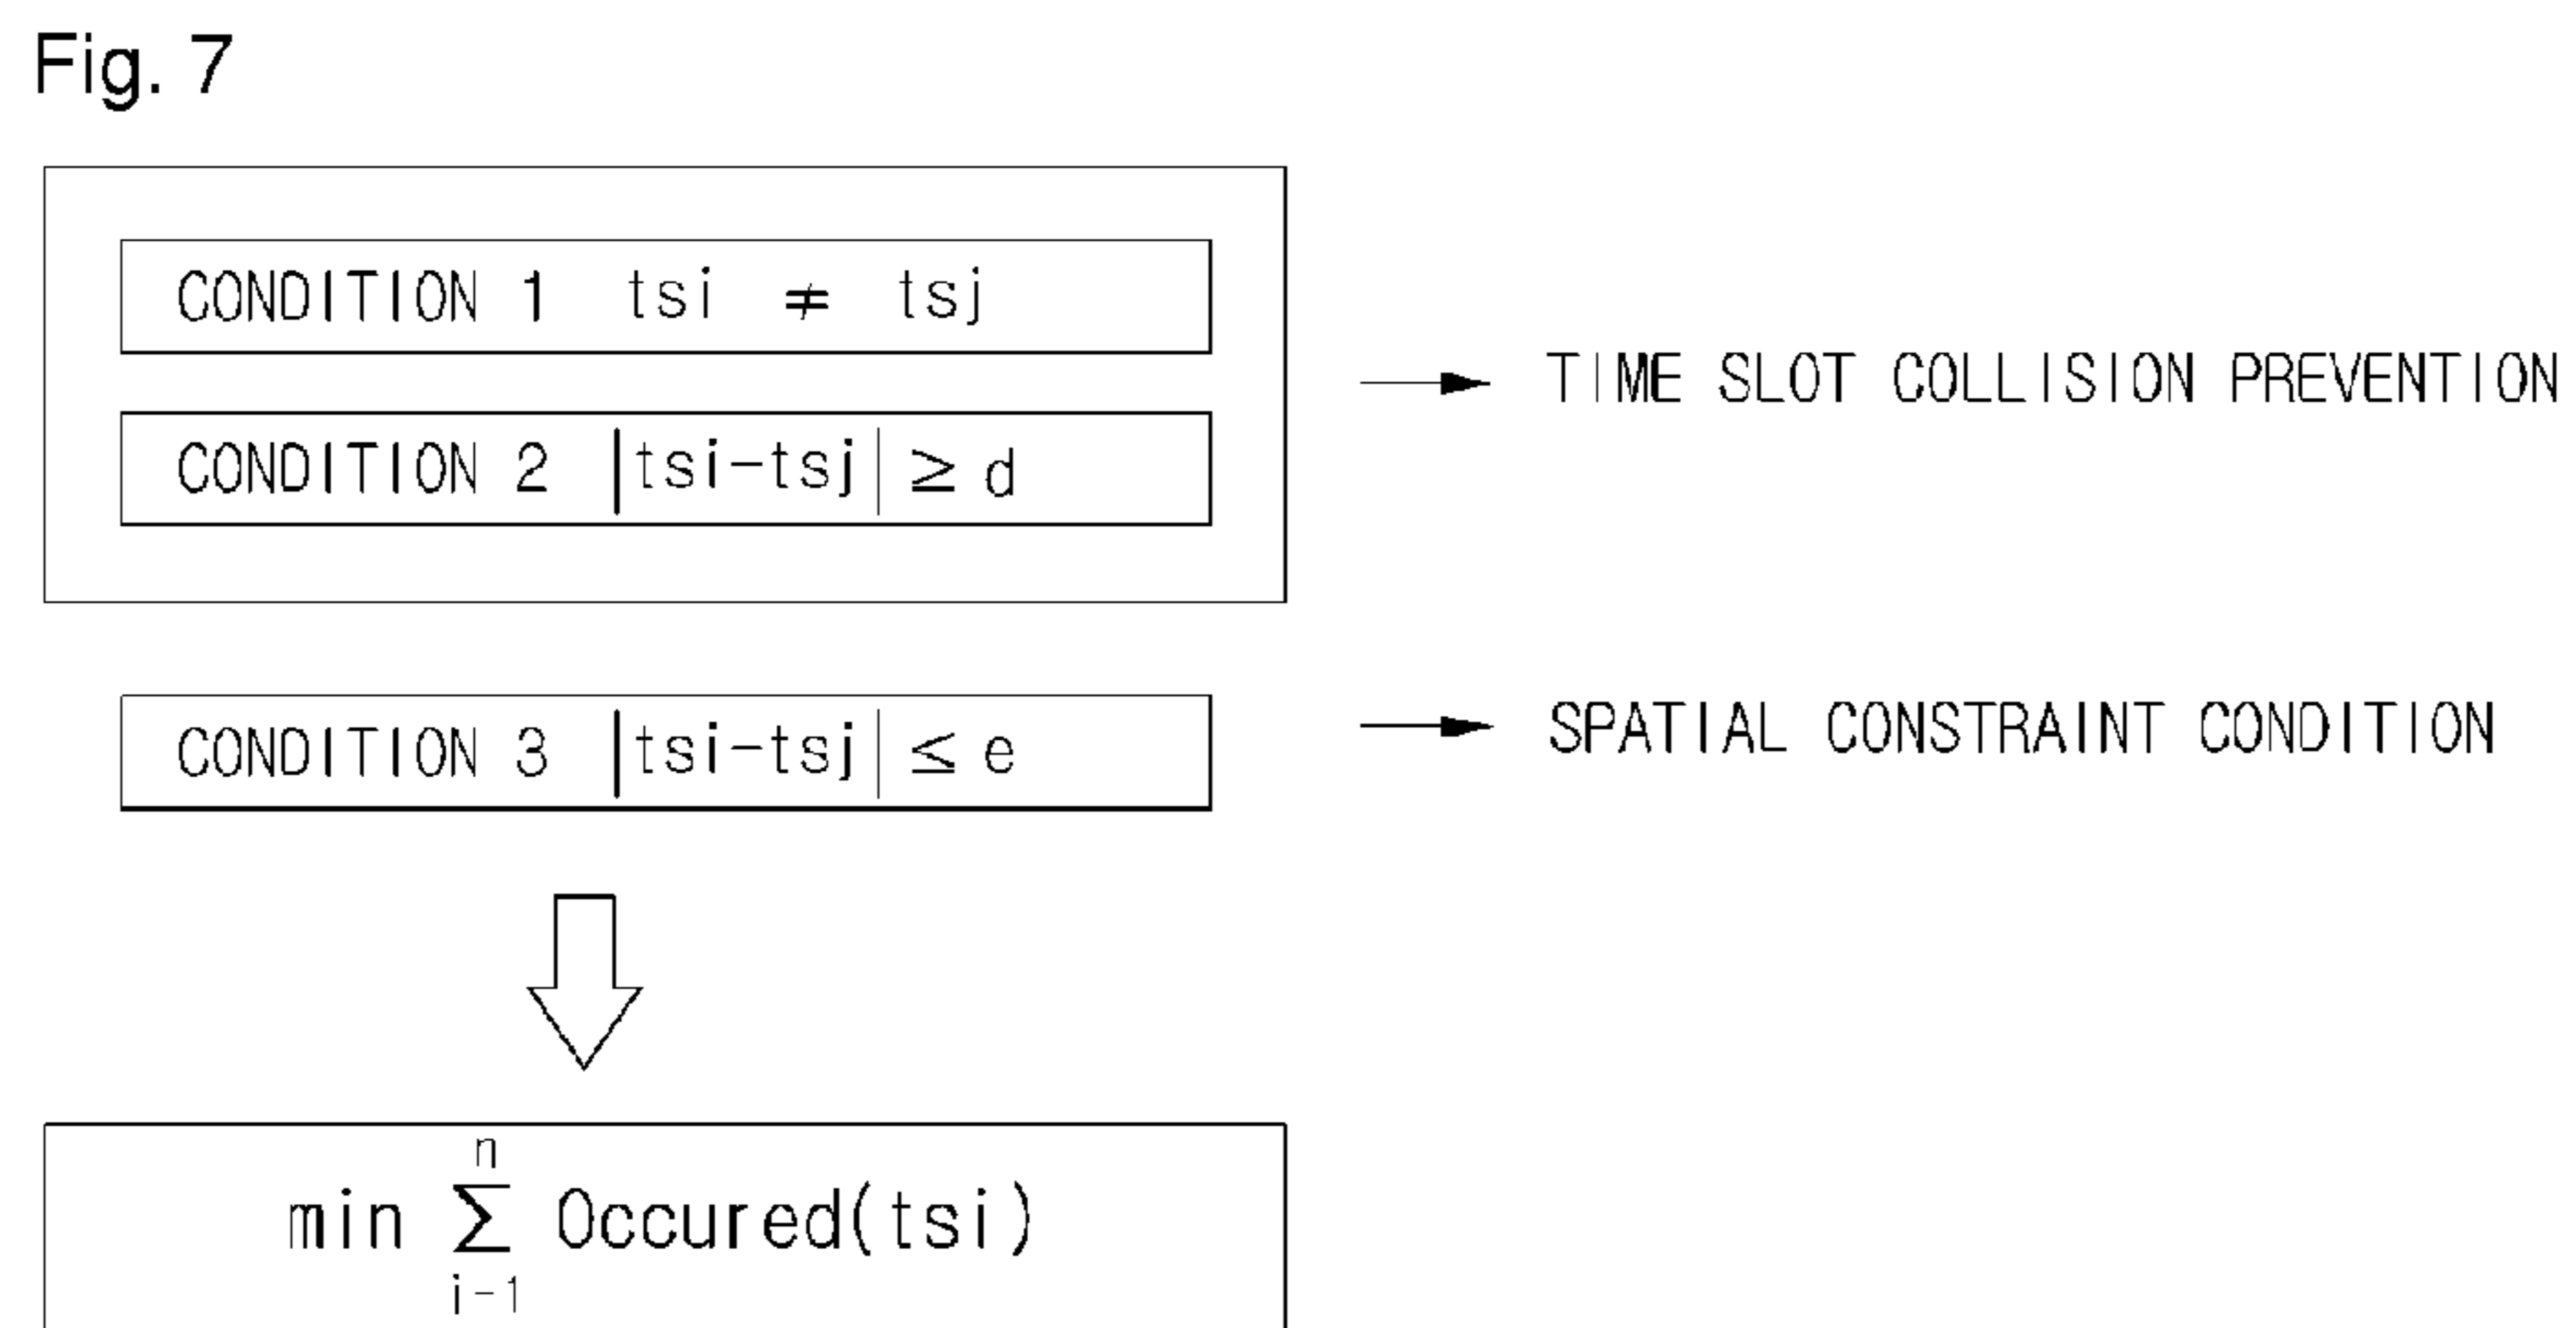 Fig. 7
CONDITION 1 tsi ≠ tsj
TIME SLOT COLLISION PREVENTION
CONDITION 2 |tsi-tsj| ≥ d
CONDITION 3 |tsi-tsj| ≤ e
SPATIAL CONSTRAINT CONDITION
n
min ∑ Occured(tsi)
i-1